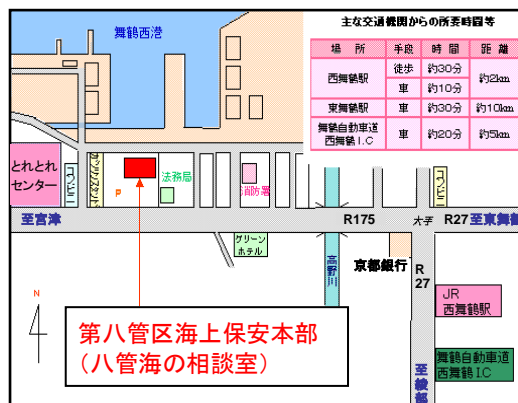 舞鶴西港
主な交通機関からの所要時間等
場 所 手段 時 間 距 離
西舞鶴駅 徒歩 約30分 約2km
車 約10分
東舞鶴駅 車 約30分 約10km
舞鶴自動車道
西舞鶴I.C 車 約20分 約5km
とれとれ
センター
コンビニ
ガソリンスタンド
P
法務局
消防署
コンビニ
至宮津
R175
大手
R27至東舞鶴
グリーン
ホテル
高野川
京都銀行
R
27
N
JR
西舞鶴駅
第八管区海上保安本部
(八管海の相談室)
舞鶴自動車道
西舞鶴I.C
至綾部